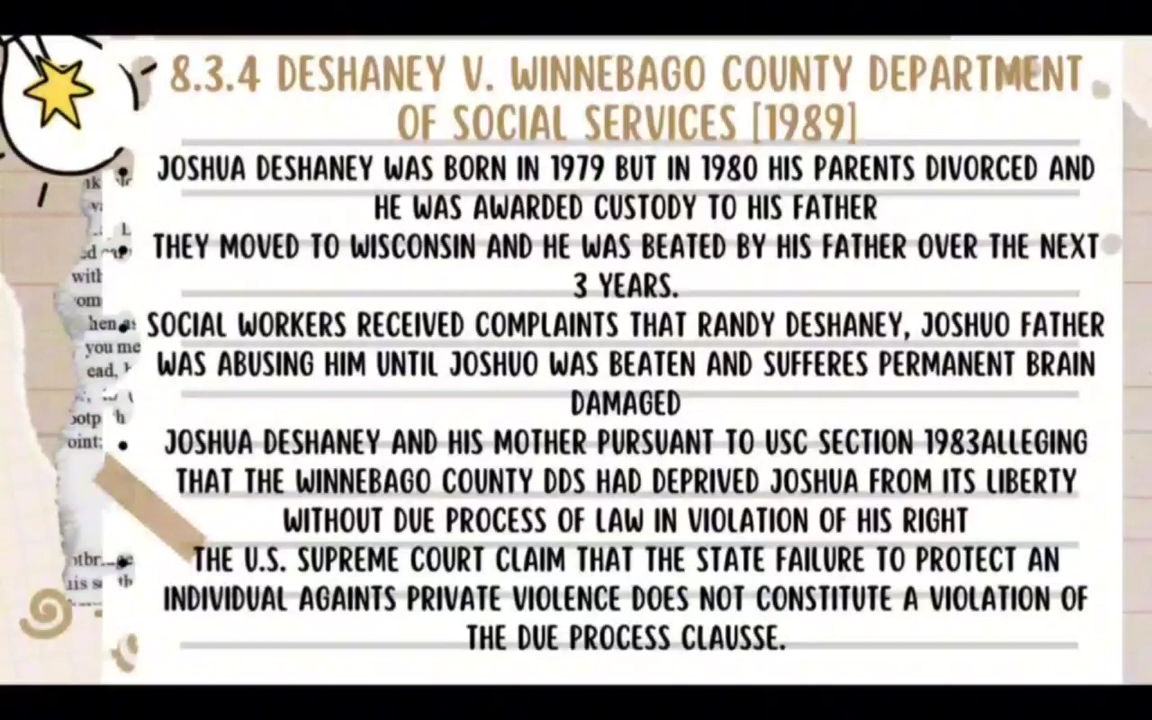 8.3.4 DESHANEY V. WINNEBAGO COUNTY DEPARTMENT
OF SOCIAL SERVICES [1989]
JOSHUA DESHANEY WAS BORN IN 1979 BUT IN 1980 HIS PARENTS DIVORCED AND
HE WAS AWARDED CUSTODY TO HIS FATHER
THEY MOVED TO WISCONSIN AND HE WAS BEATED BY HIS FATHER OVER THE NEXT
3 YEARS.
SOCIAL WORKERS RECEIVED COMPLAINTS THAT RANDY DESHANEY, JOSHUO FATHER
WAS ABUSING HIM UNTIL JOSHUO WAS BEATEN AND SUFFERES PERMANENT BRAIN
DAMAGED
JOSHUA DESHANEY AND HIS MOTHER PURSUANT TO USC SECTION 1983ALLEGING
THAT THE WINNEBAGO COUNTY DDS HAD DEPRIVED JOSHUA FROM ITS LIBERTY
WITHOUT DUE PROCESS OF LAW IN VIOLATION OF HIS RIGHT
THE U.S. SUPREME COURT CLAIM THAT THE STATE FAILURE TO PROTECT AN
INDIVIDUAL AGAINTS PRIVATE VIOLENCE DOES NOT CONSTITUTE A VIOLATION OF
THE DUE PROCESS CLAUSSE.
with
you me
ead,